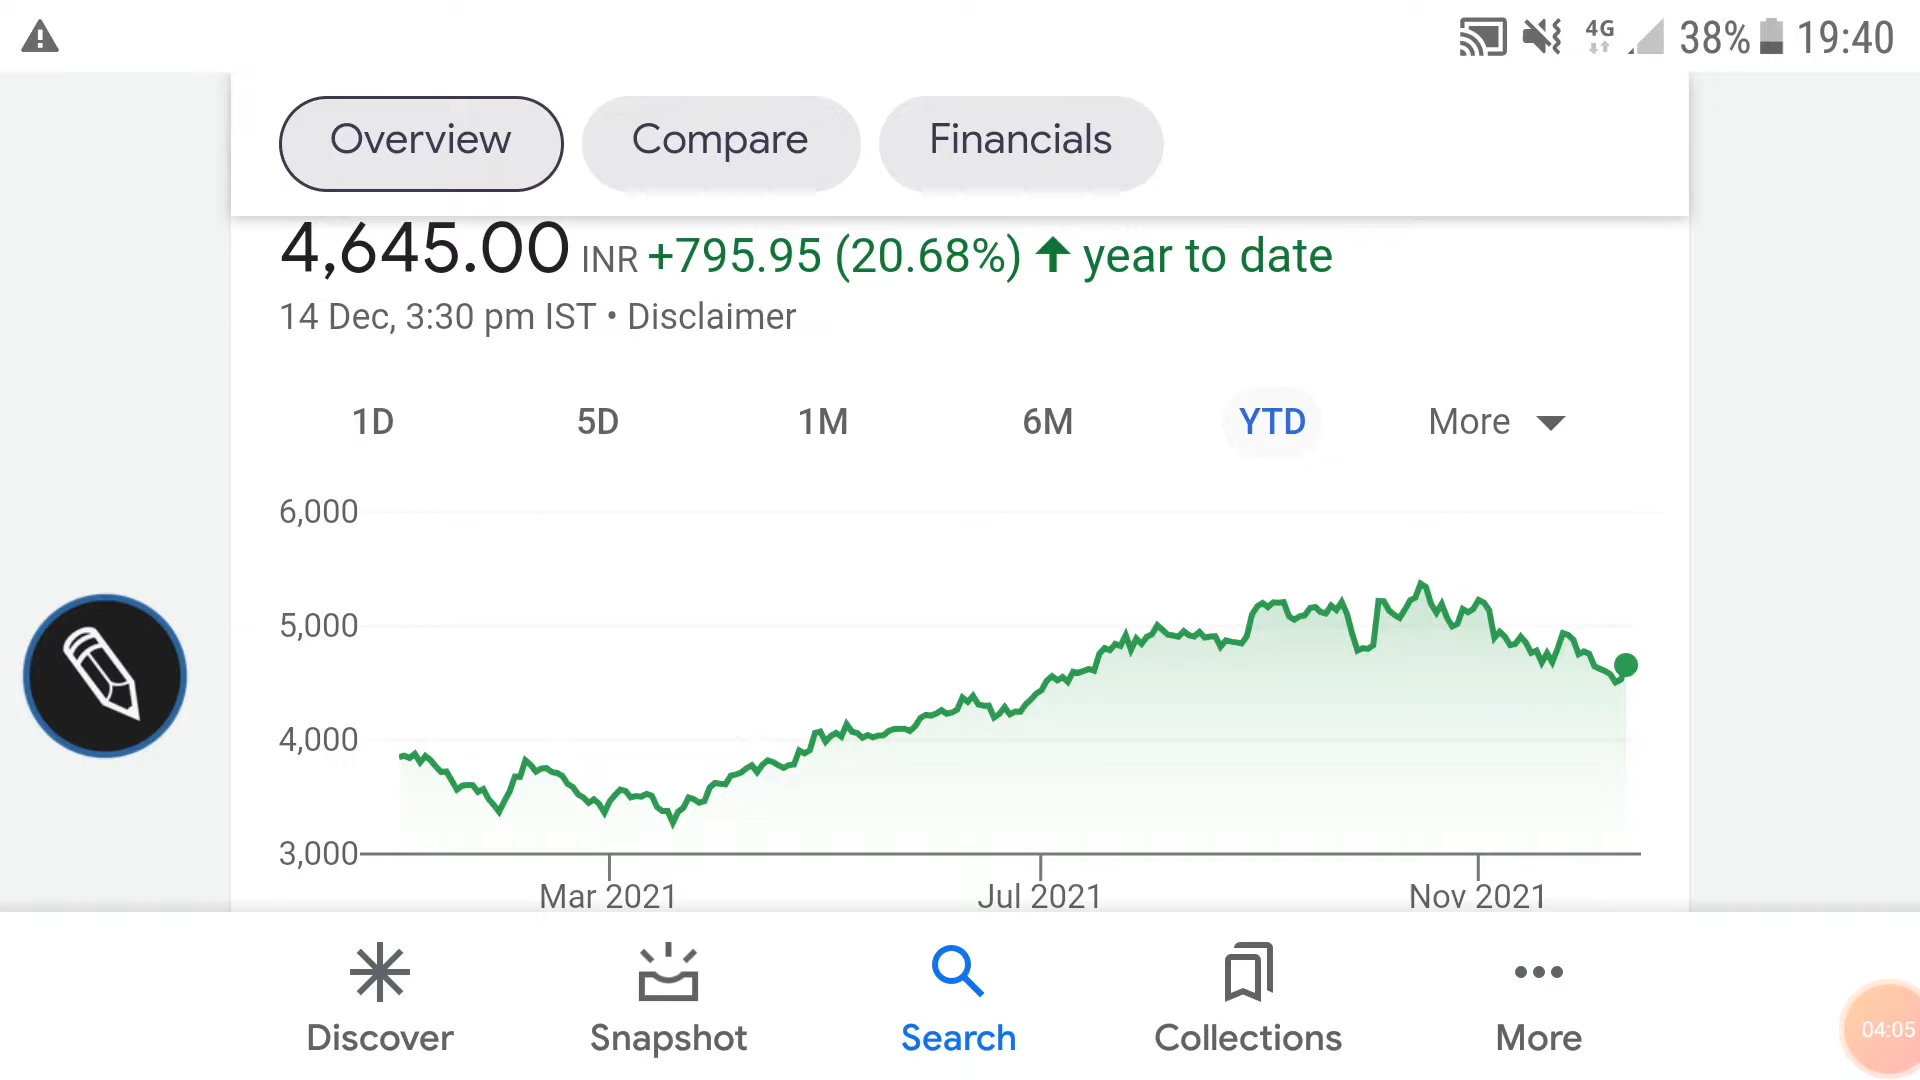 4G 38% 19:40
Overview Compare Financials
4,645.00 INR +795.95 (20.68%) year to date
14 Dec, 3:30 pm IST • Disclaimer
1D 5D 1M 6M YTD More
6,000
5,000
4,000
3,000
Mar 2021 Jul 2021 Nov 2021
Discover Snapshot Search Collections More
04:05